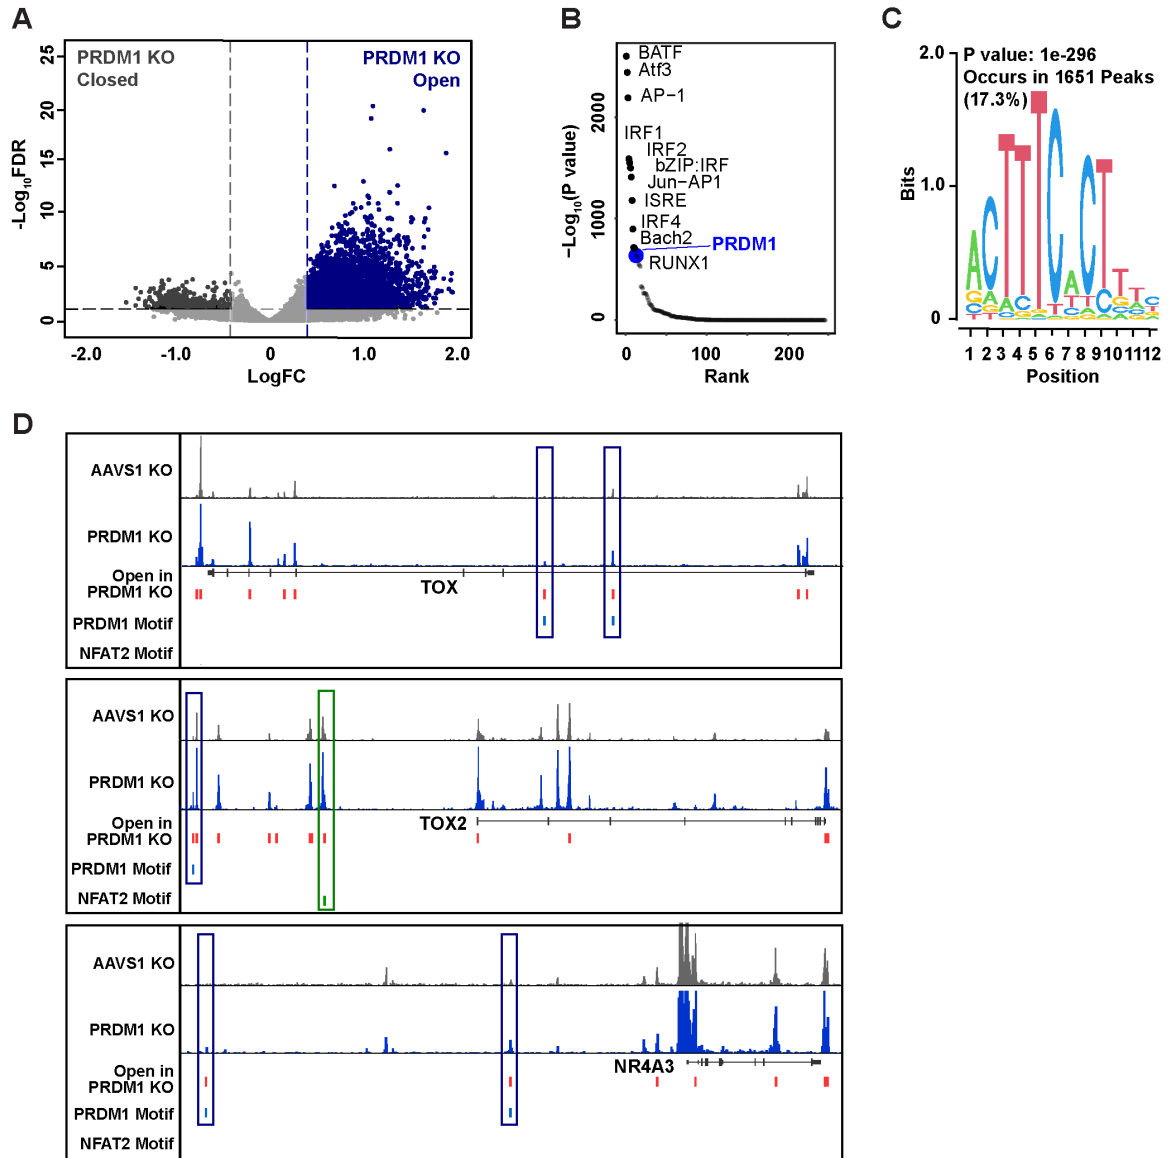 A
PRDM1 KO
Closed
PRDM1 KO
Open
-Log10FDR
25
20
15
10
5
0
-2.0 -1.0 0 1.0 2.0
LogFC
B
BATF
Atf3
AP−1
IRF1
IRF2
bZIP:IRF
Jun−AP1
ISRE
IRF4
Bach2
PRDM1
RUNX1
−Log10(P value)
2000
1000
0
0 100 200
Rank
C
P value: 1e-296
Occurs in 1651 Peaks
(17.3%)
Bits
2.0
1.0
0
1 2 3 4 5 6 7 8 9 10 11 12
Position
D
AAVS1 KO
PRDM1 KO
Open in
PRDM1 KO
TOX
PRDM1 Motif
NFAT2 Motif
AAVS1 KO
PRDM1 KO
Open in
PRDM1 KO
TOX2
PRDM1 Motif
NFAT2 Motif
AAVS1 KO
PRDM1 KO
NR4A3
Open in
PRDM1 KO
PRDM1 Motif
NFAT2 Motif